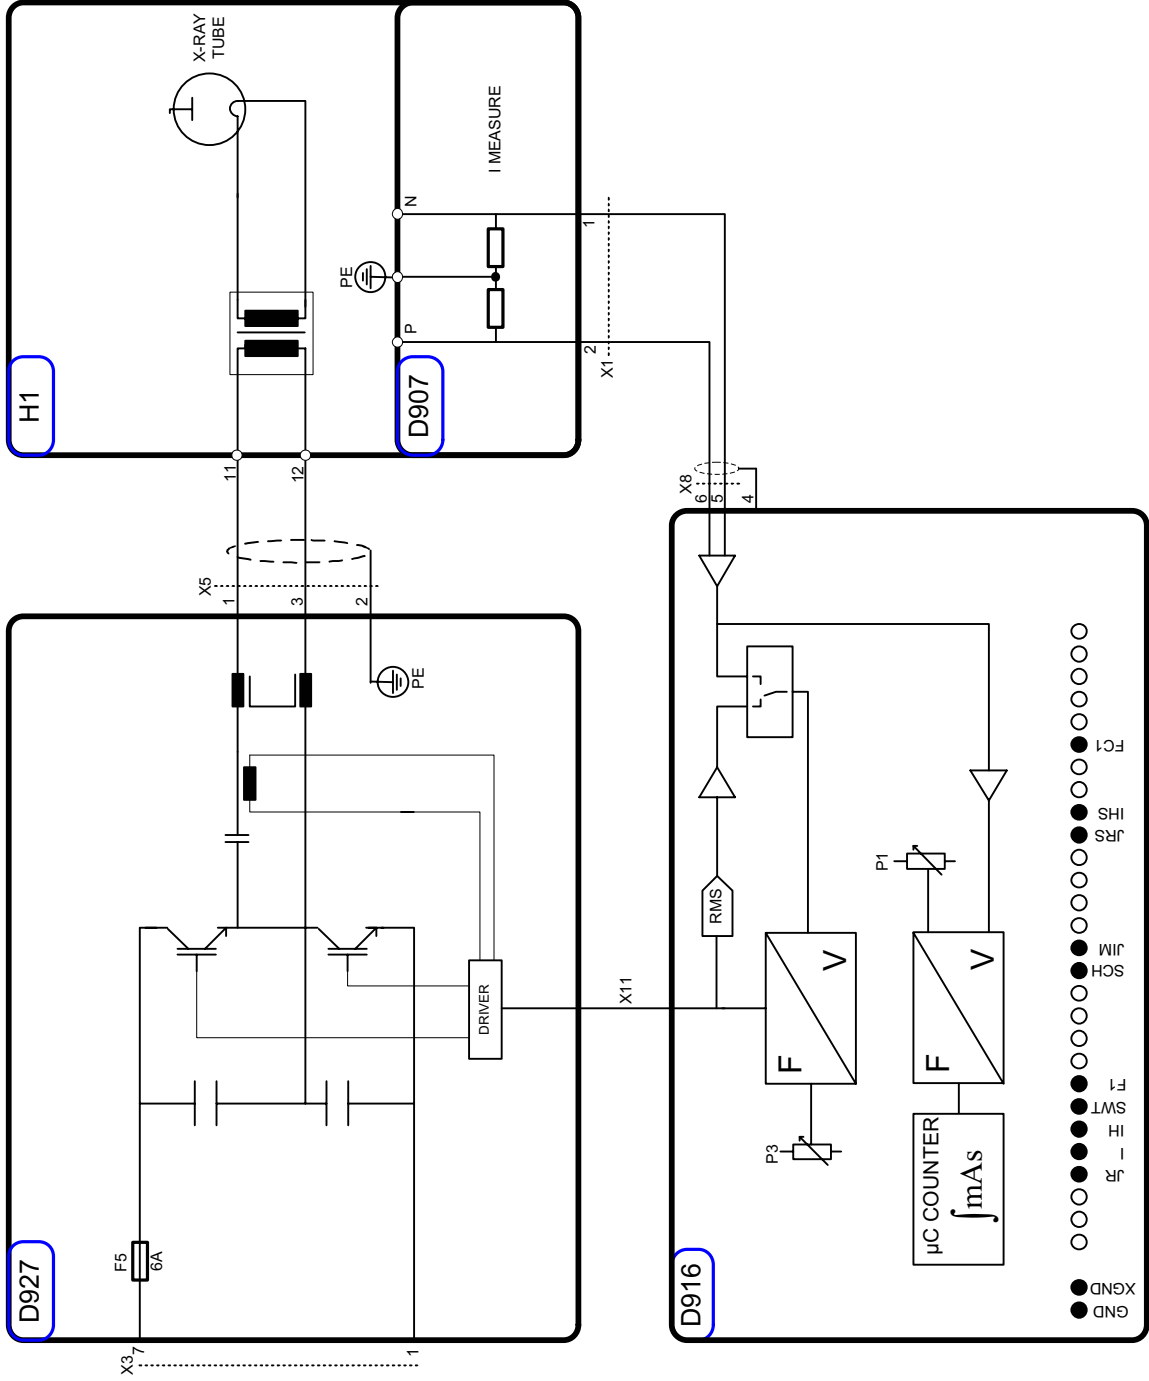 H1
X-RAY
TUBE
D907
I MEASURE
N
PE
P
1
2
X1
11
12
X5
1
3
2
PE
D927
F5
6A
X3
7
1
DRIVER
X11
X8
6
5
4
D916
RMS
F
V
P3
P1
F
V
µC COUNTER
∫mAs
FC1
IHS
JRS
JIM
SCH
F1
SWT
IH
I
JR
XGND
GND